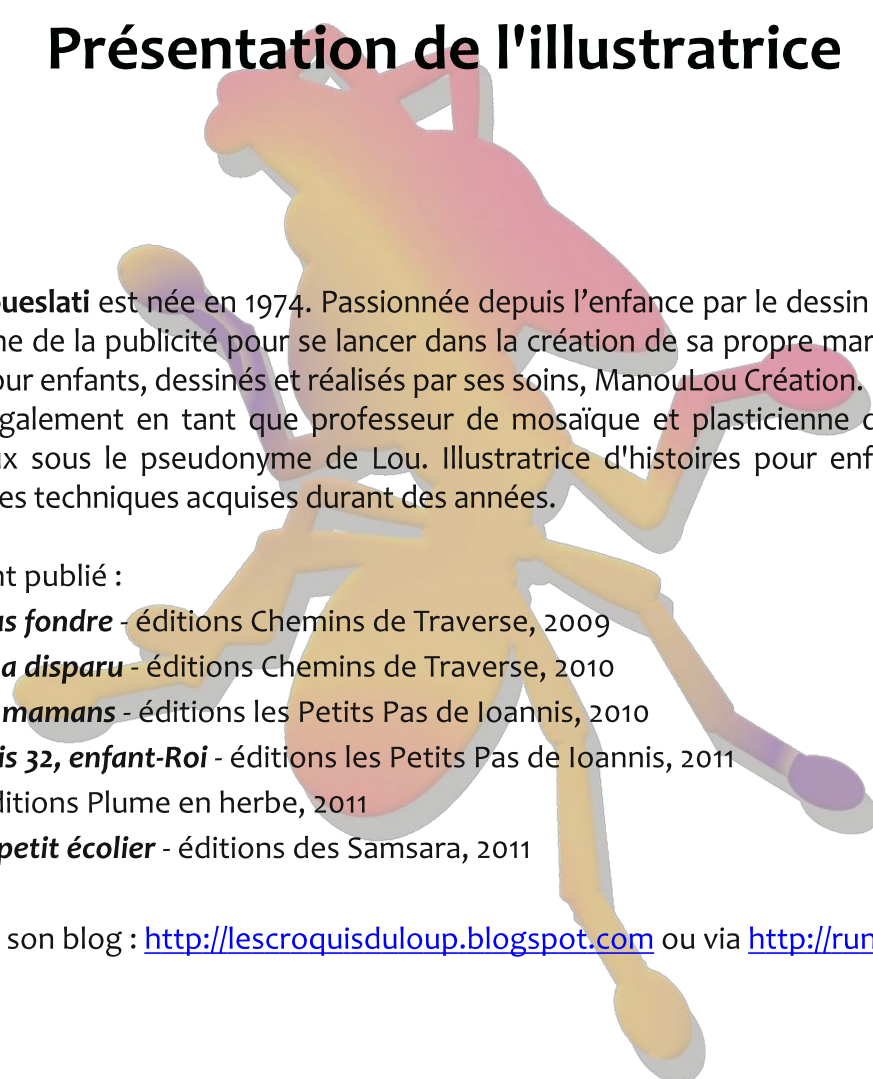 Présentation de l'illustratrice
ueslati est née en 1974. Passionnée depuis l’enfance par le dessin
ne de la publicité pour se lancer dans la création de sa propre mar
our enfants, dessinés et réalisés par ses soins, ManouLou Création.
galement en tant que professeur de mosaïque et plasticienne d
ux sous le pseudonyme de Lou. Illustratrice d'histoires pour enf
es techniques acquises durant des années.
nt publié :
as fondre - éditions Chemins de Traverse, 2009
a disparu - éditions Chemins de Traverse, 2010
mamans - éditions les Petits Pas de Ioannis, 2010
is 32, enfant-Roi - éditions les Petits Pas de Ioannis, 2011
ditions Plume en herbe, 2011
petit écolier - éditions des Samsara, 2011
son blog : http://lescroquisduloup.blogspot.com ou via http://run